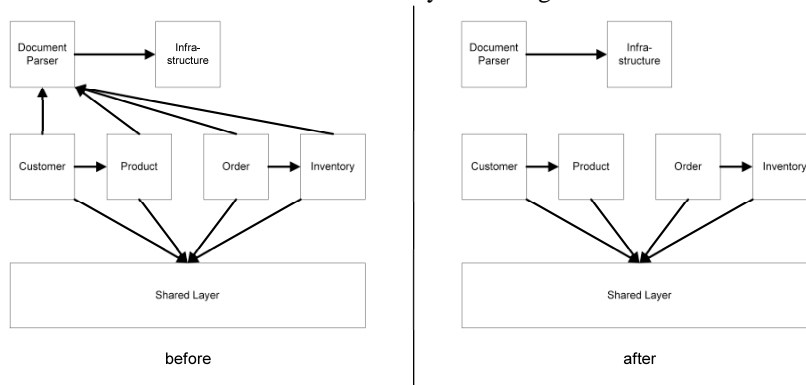 Document
Parser
Infra-
structure
Customer
Product
Order
Inventory
Shared Layer
before
Document
Parser
Infra-
structure
Customer
Product
Order
Inventory
Shared Layer
after